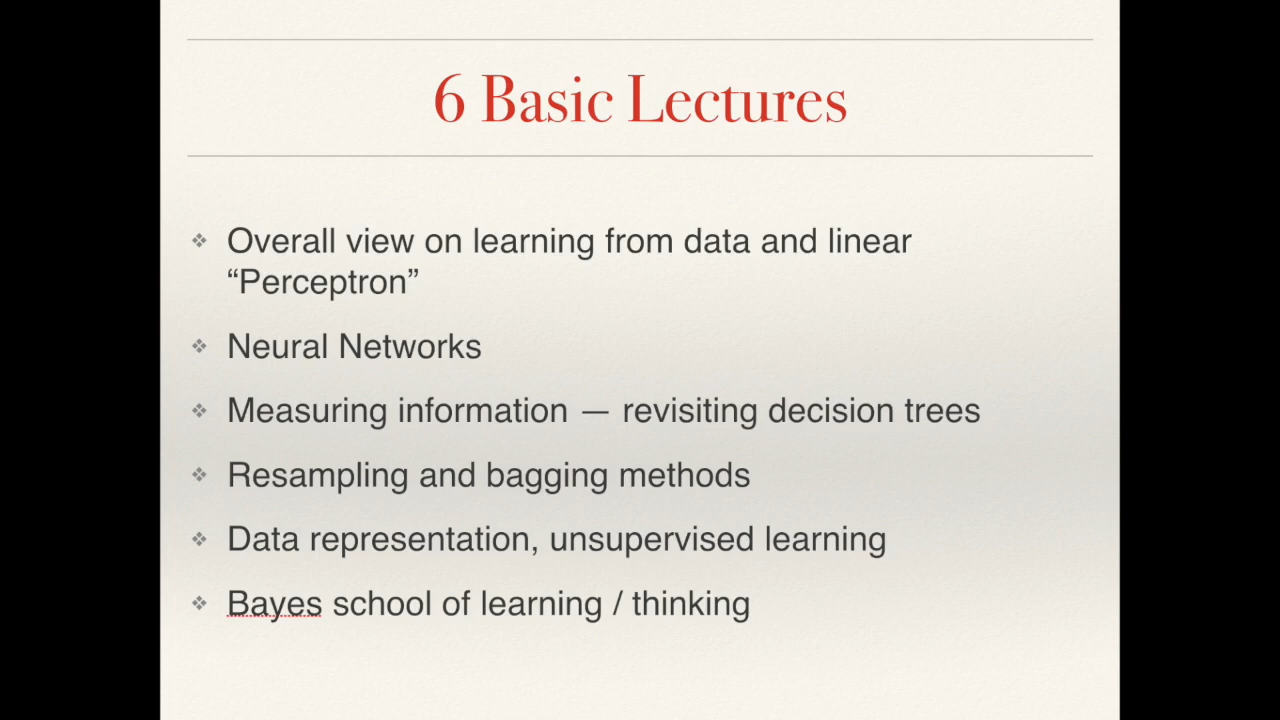 6 Basic Lectures
❖ Overall view on learning from data and linear
“Perceptron”
❖ Neural Networks
❖ Measuring information — revisiting decision trees
❖ Resampling and bagging methods
❖ Data representation, unsupervised learning
❖ Bayes school of learning / thinking